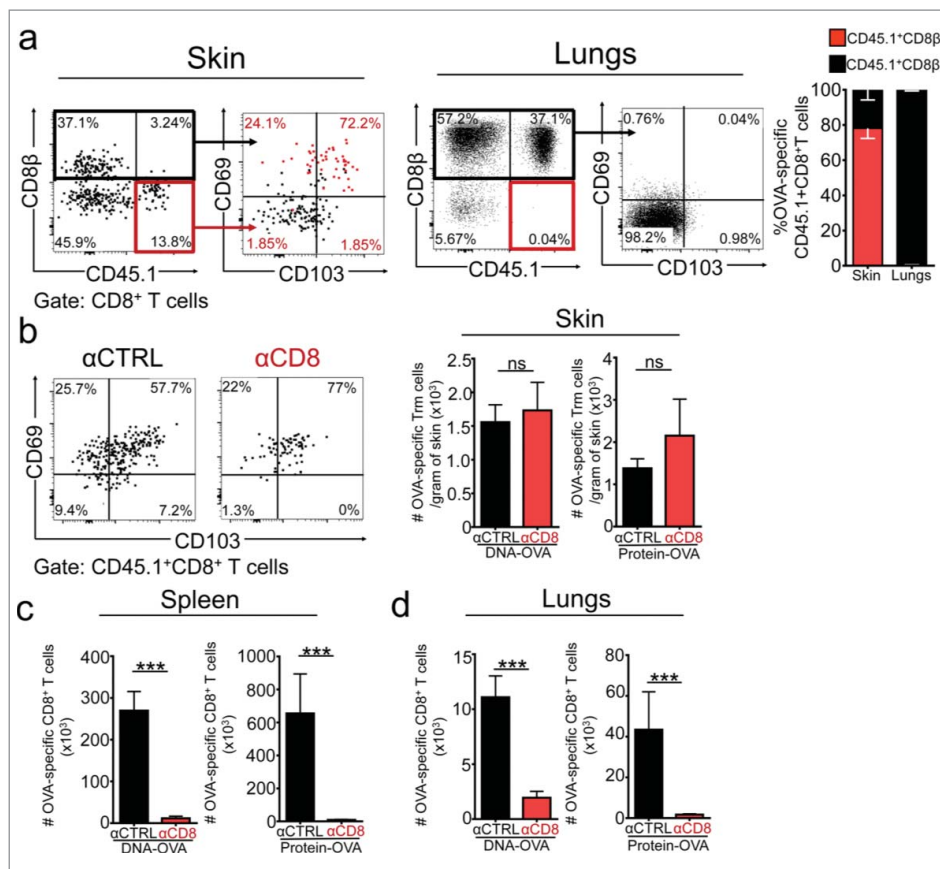 a
Skin
Lungs
CD45.1⁺CD8β
CD45.1⁺CD8β
CD8β
37.1%
3.24%
45.9%
13.8%
CD45.1
CD69
24.1%
72.2%
1.85%
1.85%
CD103
CD8β
57.2%
37.1%
5.67%
0.04%
CD45.1
CD69
0.76%
0.04%
98.2%
0.98%
CD103
%OVA-specific
CD45.1+CD8⁺T cells
100
80
60
40
20
0
Skin Lungs
Gate: CD8⁺ T cells
b
αCTRL
αCD8
CD69
25.7%
57.7%
9.4%
7.2%
22%
77%
1.3%
0%
CD103
Gate: CD45.1⁺CD8⁺ T cells
Skin
# OVA-specific Trm cells
/gram of skin (x10³)
2.5
2.0
1.5
1.0
0.5
0
ns
αCTRL αCD8
DNA-OVA
# OVA-specific Trm cells
/gram of skin (x10³)
4
3
2
1
0
ns
αCTRL αCD8
Protein-OVA
c
Spleen
# OVA-specific CD8⁺ T cells
(x10³)
400
300
200
100
0
***
αCTRL αCD8
DNA-OVA
# OVA-specific CD8⁺ T cells
(x10³)
1000
800
600
400
200
0
***
αCTRL αCD8
Protein-OVA
d
Lungs
# OVA-specific CD8⁺ T cells
(x10³)
15
10
5
0
***
αCTRL αCD8
DNA-OVA
# OVA-specific CD8⁺ T cells
(x10³)
80
60
40
20
0
***
αCTRL αCD8
Protein-OVA